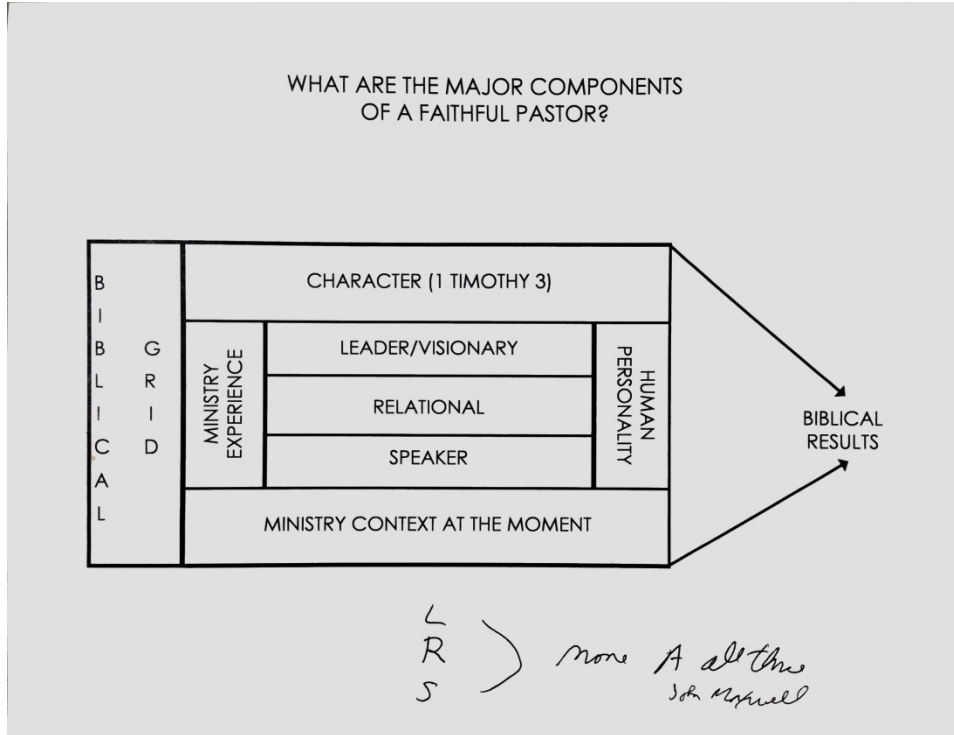 WHAT ARE THE MAJOR COMPONENTS
OF A FAITHFUL PASTOR?
BIBLICAL
GRID
CHARACTER (1 TIMOTHY 3)
MINISTRY
EXPERIENCE
LEADER/VISIONARY
RELATIONAL
SPEAKER
HUMAN
PERSONALITY
MINISTRY CONTEXT AT THE MOMENT
BIBLICAL
RESULTS
L
R
S
none A all three
John Maxwell